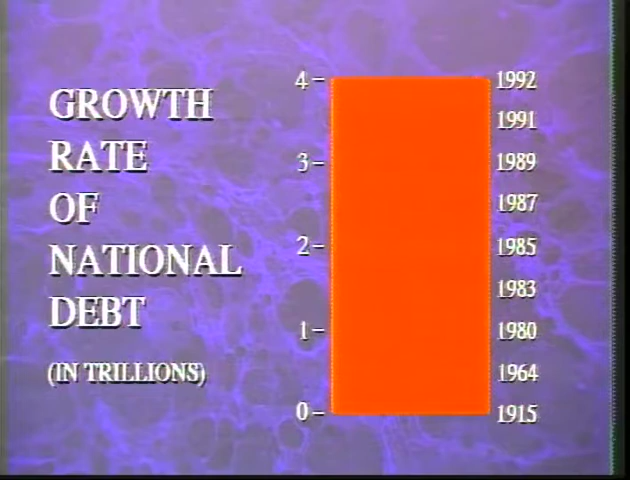 GROWTH
RATE
OF
NATIONAL
DEBT
(IN TRILLIONS)
4 – 1992
1991
3 – 1989
1987
2 – 1985
1983
1 – 1980
1964
0 – 1915